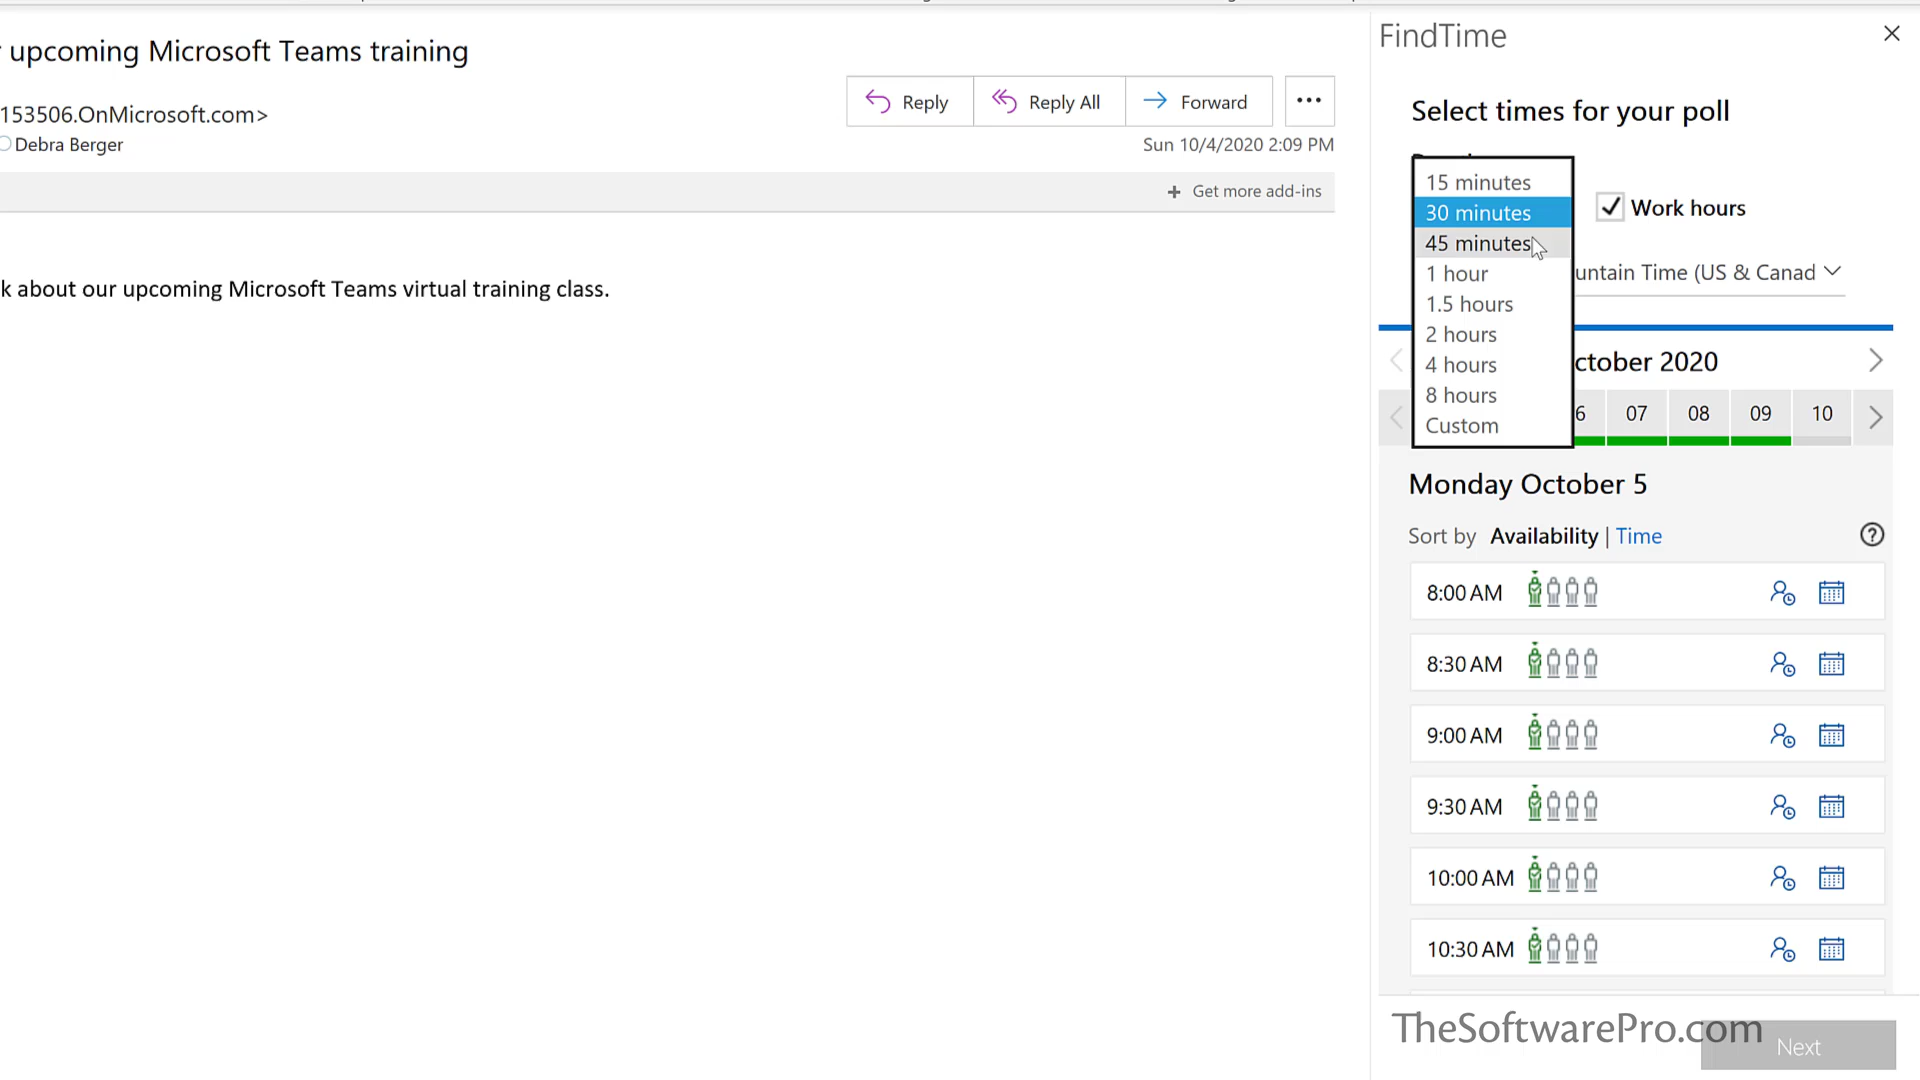 upcoming Microsoft Teams training
153506.OnMicrosoft.com>
Debra Berger
Reply
Reply All
Forward
Sun 10/4/2020 2:09 PM
Get more add-ins
k about our upcoming Microsoft Teams virtual training class.
FindTime
Select times for your poll
15 minutes
30 minutes
45 minutes
1 hour
1.5 hours
2 hours
4 hours
8 hours
Custom
Work hours
untain Time (US & Canad
ctober 2020
6 07 08 09 10
Monday October 5
Sort by Availability | Time
8:00 AM
8:30 AM
9:00 AM
9:30 AM
10:00 AM
10:30 AM
TheSoftwarePro.com
Next